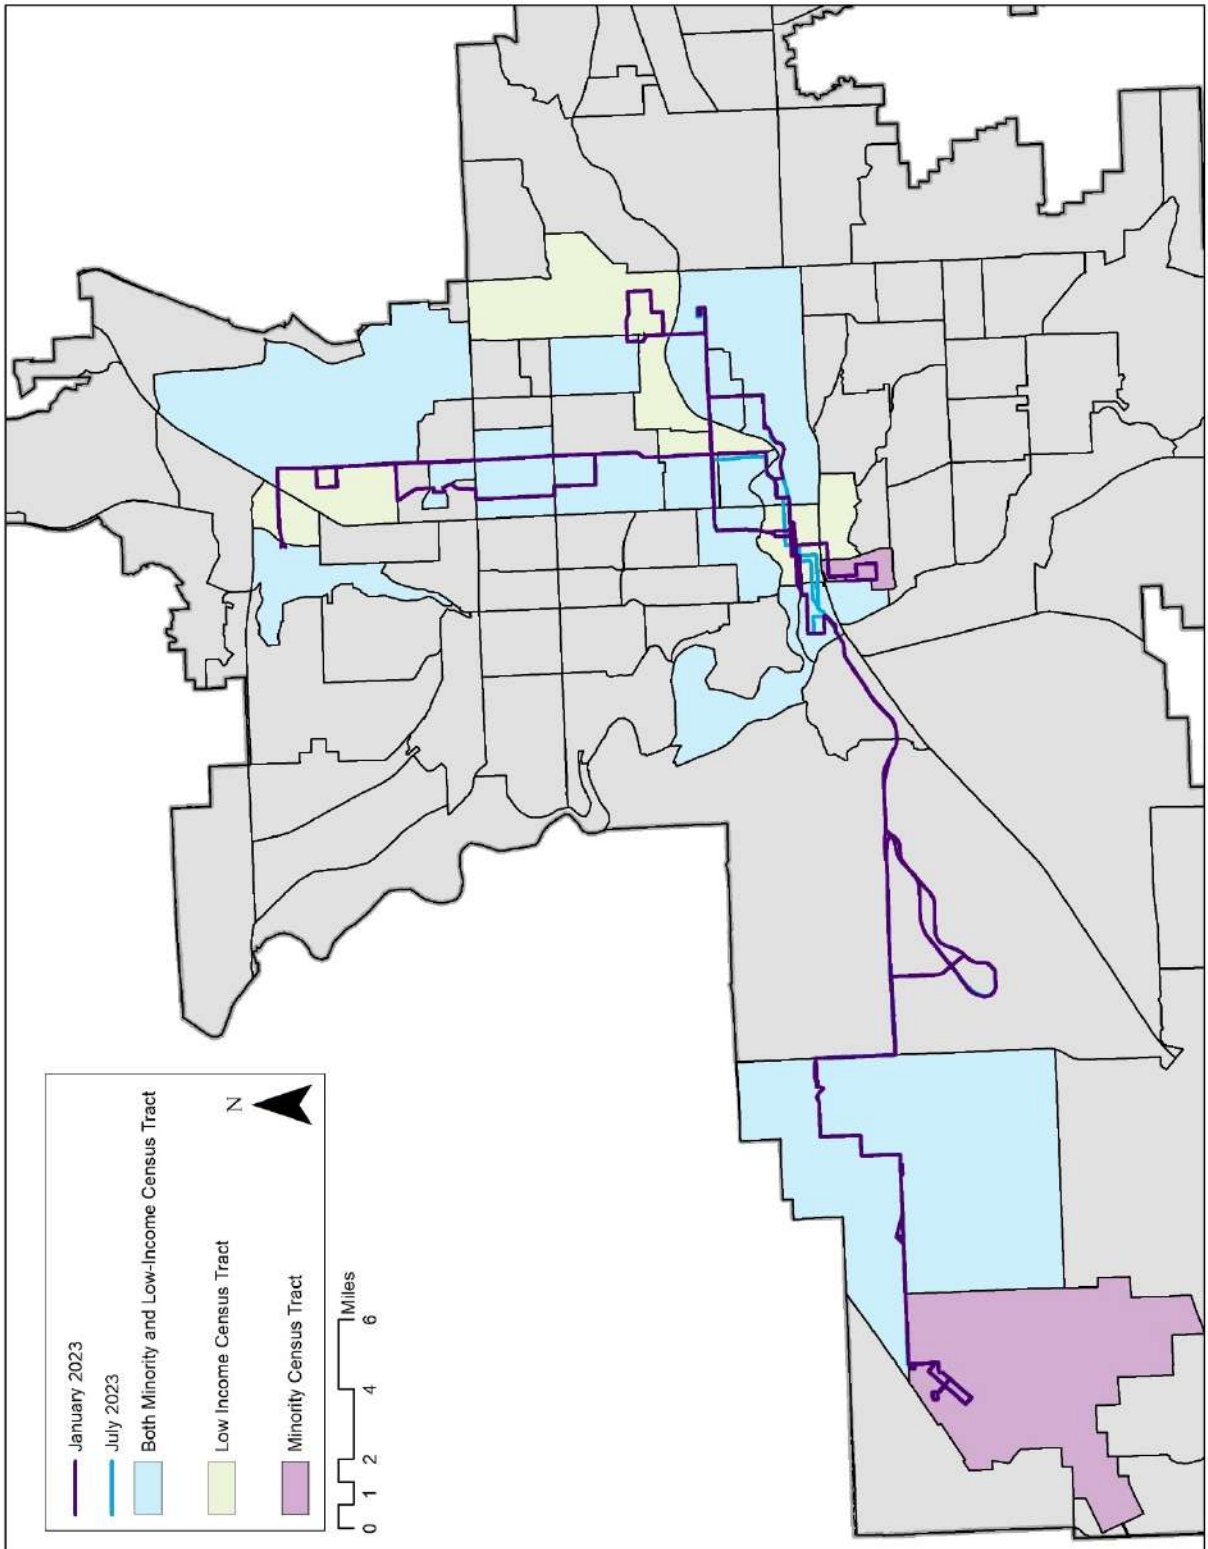 January 2023
July 2023
Both Minority and Low-Income Census Tract
Low Income Census Tract
Minority Census Tract
N
0 1 2 4 6
Miles